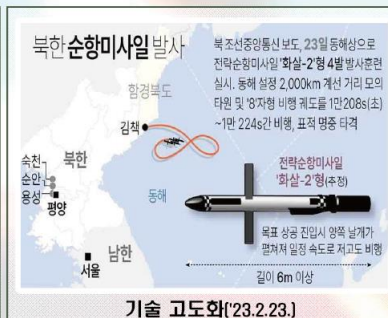 북한 순항미사일 발사
북 조선중앙통신 보도, 23일 동해상으로
전략순항미사일 '화살-2'형 4발 발사훈련
실시. 동해 설정 2,000km 계선 거리 모의
타원 및 '8'자형 비행 궤도를 1만208s(초)
~1만 224s간 비행, 표적 명중 타격
함경북도
김책
숙천
순안
용성
평양
북한
동해
남한
서울
전략순항미사일
'화살-2'형(추정)
목표 상공 진입시 양쪽 날개가
펼쳐져 일정 속도로 저고도 비행
길이 6m 이상
기술 고도화('23.2.23.)